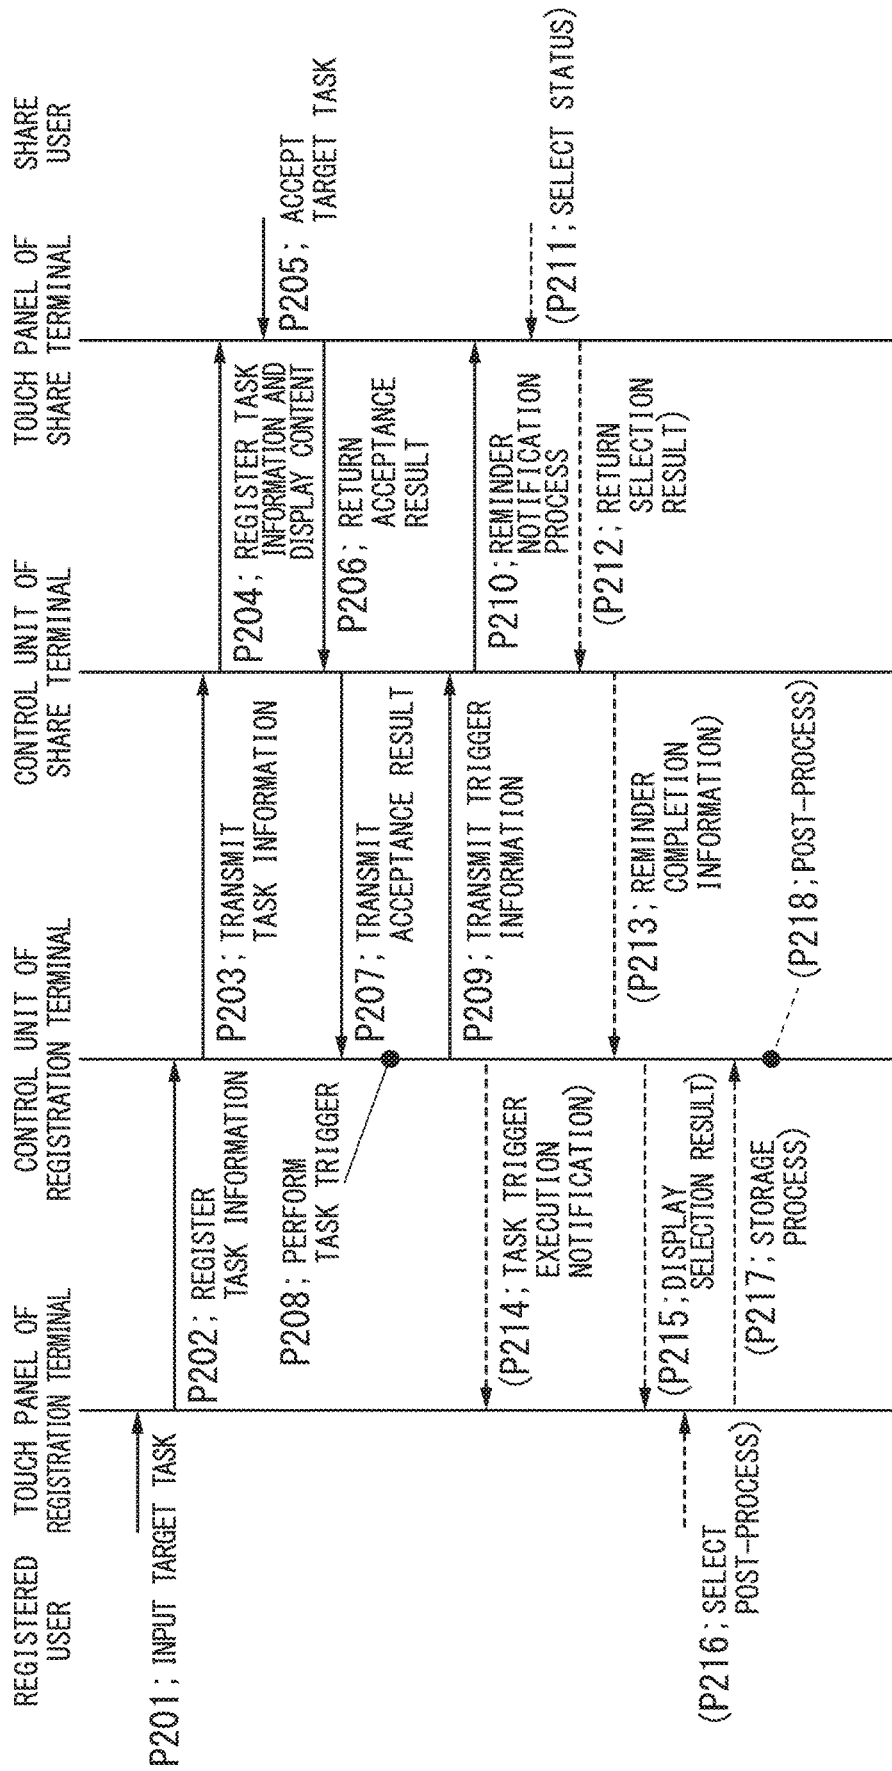 REGISTERED
USER
TOUCH PANEL OF
REGISTRATION TERMINAL
CONTROL UNIT OF
REGISTRATION TERMINAL
CONTROL UNIT OF
SHARE TERMINAL
TOUCH PANEL OF
SHARE TERMINAL
SHARE
USER
P201; INPUT TARGET TASK
P202; REGISTER
TASK INFORMATION
P203; TRANSMIT
TASK INFORMATION
P204; REGISTER TASK
INFORMATION AND
DISPLAY CONTENT
P205; ACCEPT
TARGET TASK
P206; RETURN
ACCEPTANCE
RESULT
P207; TRANSMIT
ACCEPTANCE RESULT
P208; PERFORM
TASK TRIGGER
P209; TRANSMIT TRIGGER
INFORMATION
P210; REMINDER
NOTIFICATION
PROCESS
(P211; SELECT STATUS)
(P212; RETURN
SELECTION
RESULT)
(P213; REMINDER
COMPLETION
INFORMATION)
(P214; TASK TRIGGER
EXECUTION
NOTIFICATION)
(P215; DISPLAY
SELECTION RESULT)
(P216; SELECT
POST-PROCESS)
(P217; STORAGE
PROCESS)
(P218; POST-PROCESS)